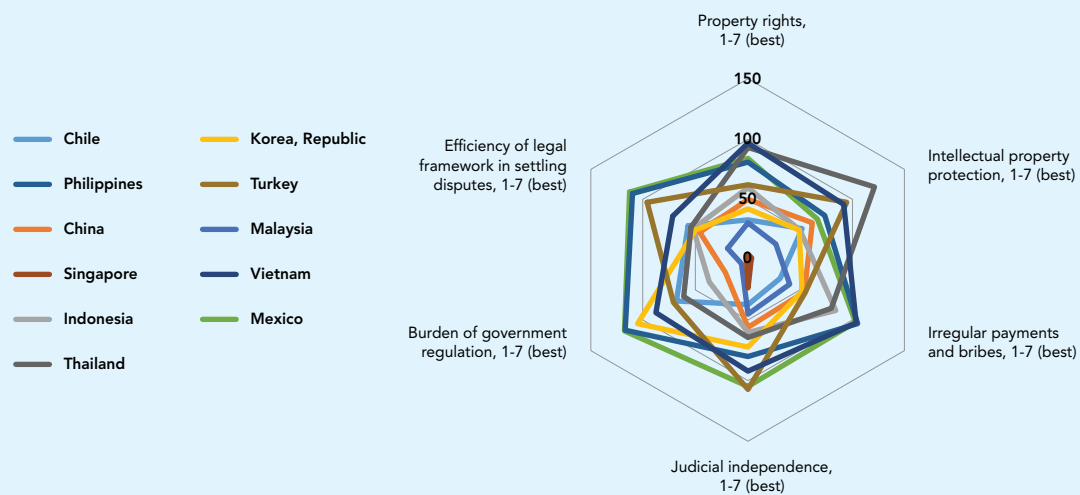 Chile
Philippines
China
Singapore
Indonesia
Thailand
Korea, Republic
Turkey
Malaysia
Vietnam
Mexico
Property rights,
1-7 (best)
150
100
50
0
Intellectual property
protection, 1-7 (best)
Irregular payments
and bribes, 1-7 (best)
Judicial independence,
1-7 (best)
Burden of government
regulation, 1-7 (best)
Efficiency of legal
framework in settling
disputes, 1-7 (best)